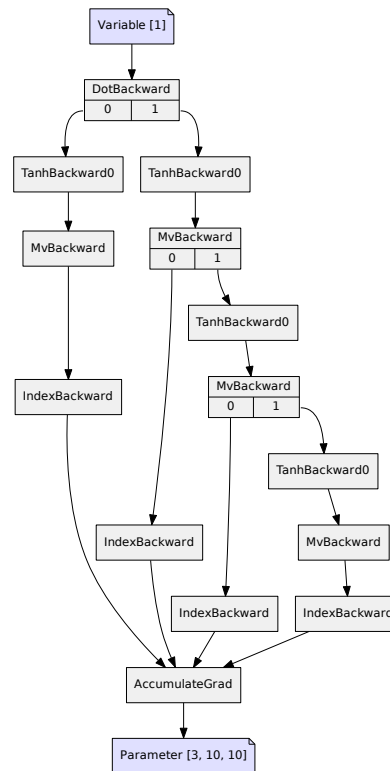 Variable [1]
DotBackward
0 1
TanhBackward0 TanhBackward0
MvBackward MvBackward
0 1
TanhBackward0
MvBackward
0 1
IndexBackward
TanhBackward0
IndexBackward MvBackward
IndexBackward IndexBackward
AccumulateGrad
Parameter [3, 10, 10]